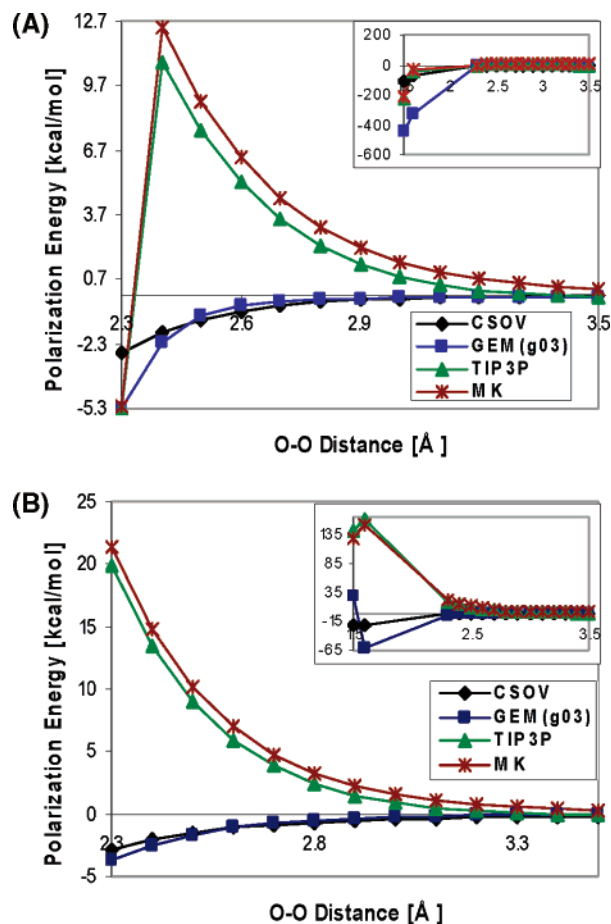 (A)
12.7
9.7
6.7
3.7
0.7
-2.3
-5.3
Polarization Energy [kcal/mol]
2.3
2.6
2.9
3.5
O-O Distance [Å ]
200
0
-200
-400
-600
1.5
2
2.5
3
3.5
CSOV
GEM(g03)
TIP3P
MK
(B)
25
20
15
10
5
0
-5
Polarization Energy [kcal/mol]
2.3
2.8
3.3
O-O Distance [Å ]
135
85
35
-15
-65
1.5
2.5
3.5
CSOV
GEM(g03)
TIP3P
MK